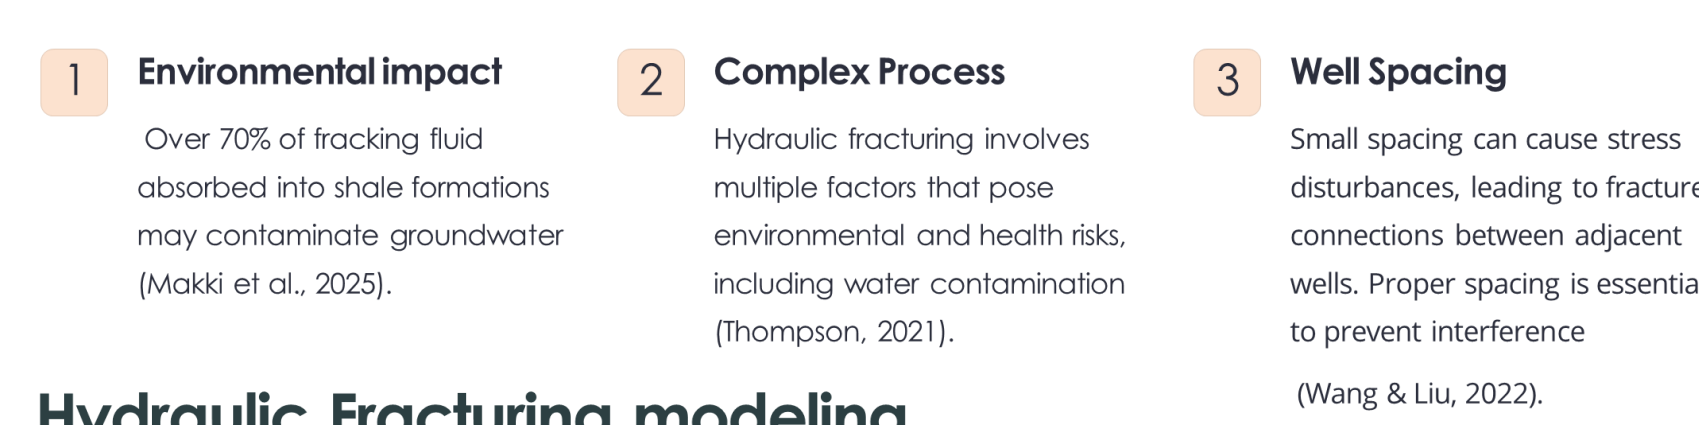 1
Environmental impact
Over 70% of fracking fluid
absorbed into shale formations
may contaminate groundwater
(Makki et al., 2025).
2
Complex Process
Hydraulic fracturing involves
multiple factors that pose
environmental and health risks,
including water contamination
(Thompson, 2021).
3
Well Spacing
Small spacing can cause stress
disturbances, leading to fracture
connections between adjacent
wells. Proper spacing is essentia
to prevent interference
(Wang & Liu, 2022).
Hydraulic Fracturing modeling